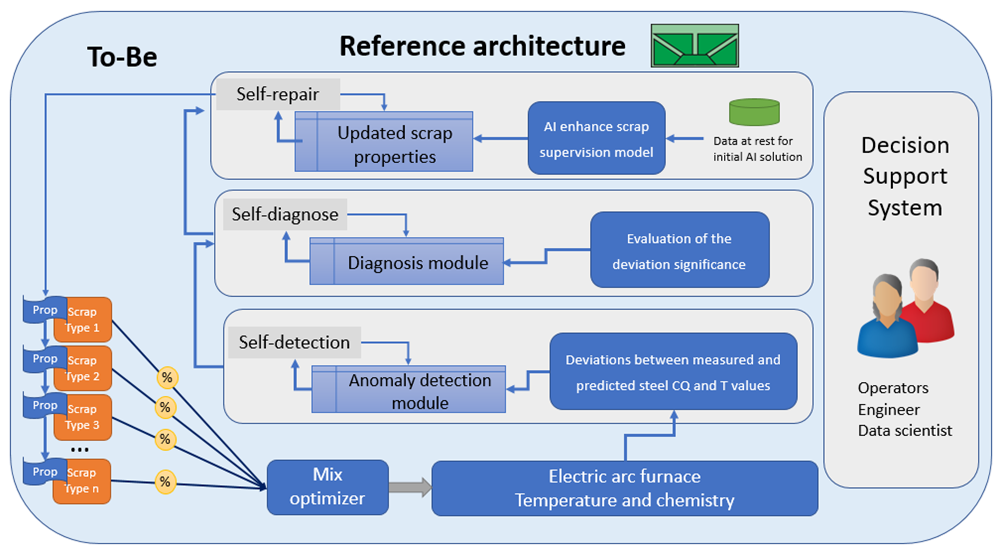 To-Be
Reference architecture
Self-repair
Updated scrap
properties
AI enhance scrap
supervision model
Data at rest for
initial AI solution
Self-diagnose
Diagnosis module
Evaluation of the
deviation significance
Self-detection
Anomaly detection
module
Deviations between measured and
predicted steel CQ and T values
Prop
Scrap
Type 1
Prop
Scrap
Type 2
Prop
Scrap
Type 3
...
Prop
Scrap
Type n
%
%
%
%
Mix
optimizer
Electric arc furnace
Temperature and chemistry
Decision
Support
System
Operators
Engineer
Data scientist